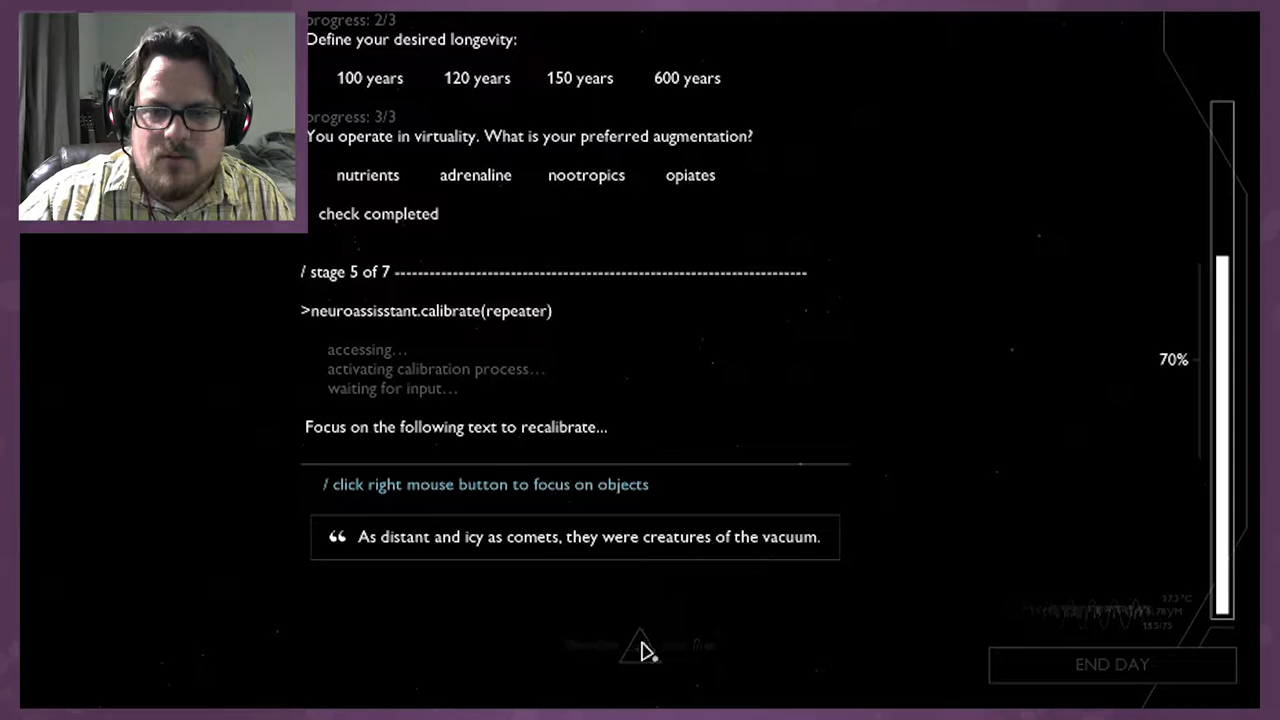 progress: 2/3
Define your desired longevity:
100 years 120 years 150 years 600 years
progress: 3/3
You operate in virtuality. What is your preferred augmentation?
nutrients adrenaline nootropics opiates
check completed
/ stage 5 of 7 -----------------------------------------------------------------------
>neuroassisstant.calibrate(repeater)
accessing...
activating calibration process...
waiting for input...
70%
Focus on the following text to recalibrate...
/ click right mouse button to focus on objects
“ As distant and icy as comets, they were creatures of the vacuum.
END DAY